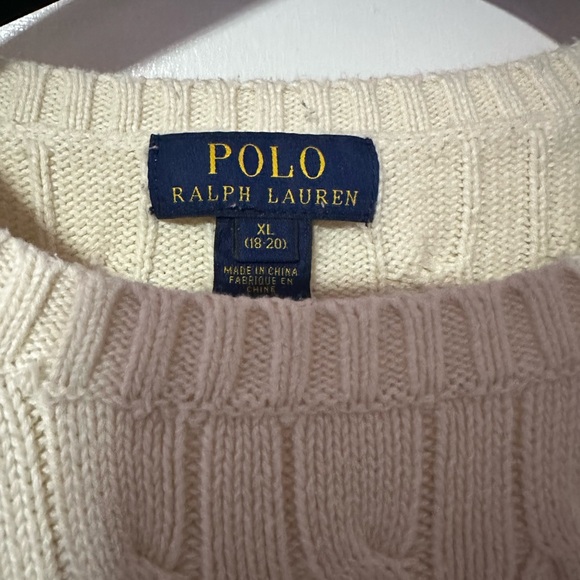 POLO
RALPH LAUREN
XL
(18-20)
MADE IN CHINA
FABRIQUE EN
CHINE